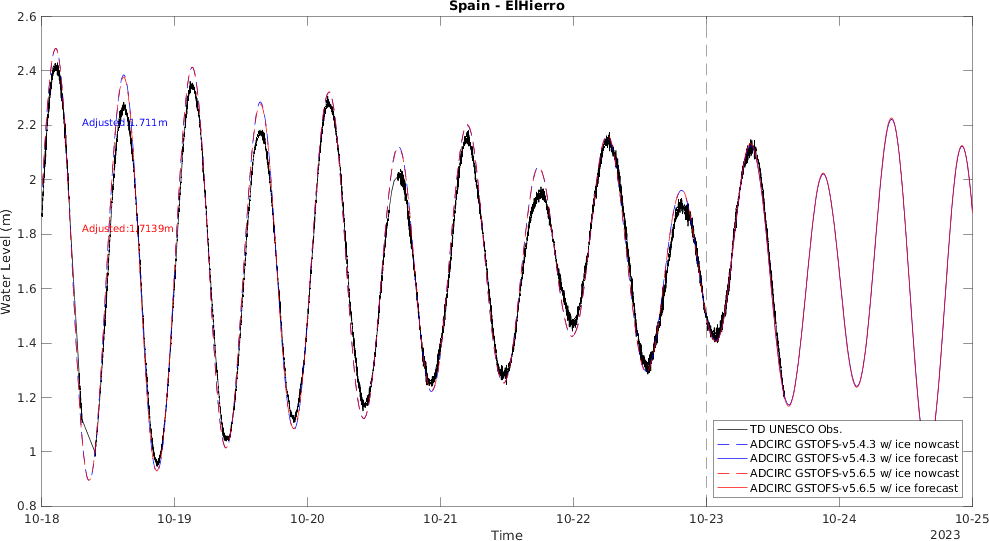 Spain - ElHierro
2.6
2.4
2.2
2
1.8
1.6
1.4
1.2
1
0.8
Water Level (m)
Adjusted:1.711m
Adjusted:1.7139m
TD UNESCO Obs.
ADCIRC GSTOFS-v5.4.3 w/ ice nowcast
ADCIRC GSTOFS-v5.4.3 w/ ice forecast
ADCIRC GSTOFS-v5.6.5 w/ ice nowcast
ADCIRC GSTOFS-v5.6.5 w/ ice forecast
10-18 10-19 10-20 10-21 10-22 10-23 10-24 10-25
Time
2023